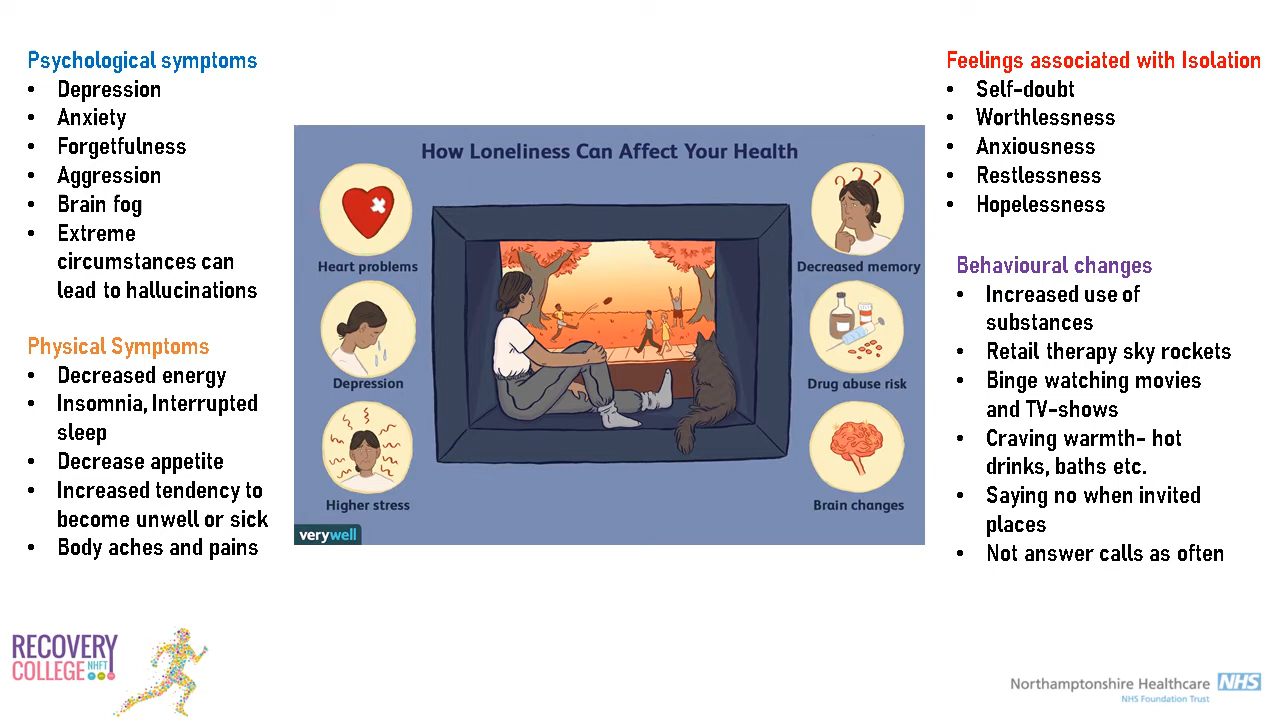 Psychological symptoms
• Depression
• Anxiety
• Forgetfulness
• Aggression
• Brain fog
• Extreme
circumstances can
lead to hallucinations
Physical Symptoms
• Decreased energy
• Insomnia, Interrupted
sleep
• Decrease appetite
• Increased tendency to
become unwell or sick
• Body aches and pains
How Loneliness Can Affect Your Health
Heart problems
Depression
Higher stress
Decreased memory
Drug abuse risk
Brain changes
verywell
Feelings associated with Isolation
• Self-doubt
• Worthlessness
• Anxiousness
• Restlessness
• Hopelessness
Behavioural changes
• Increased use of
substances
• Retail therapy sky rockets
• Binge watching movies
and TV-shows
• Craving warmth- hot
drinks, baths etc.
• Saying no when invited
places
• Not answer calls as often
RECOVERY
COLLEGE NHFT
Northamptonshire Healthcare NHS
NHS Foundation Trust